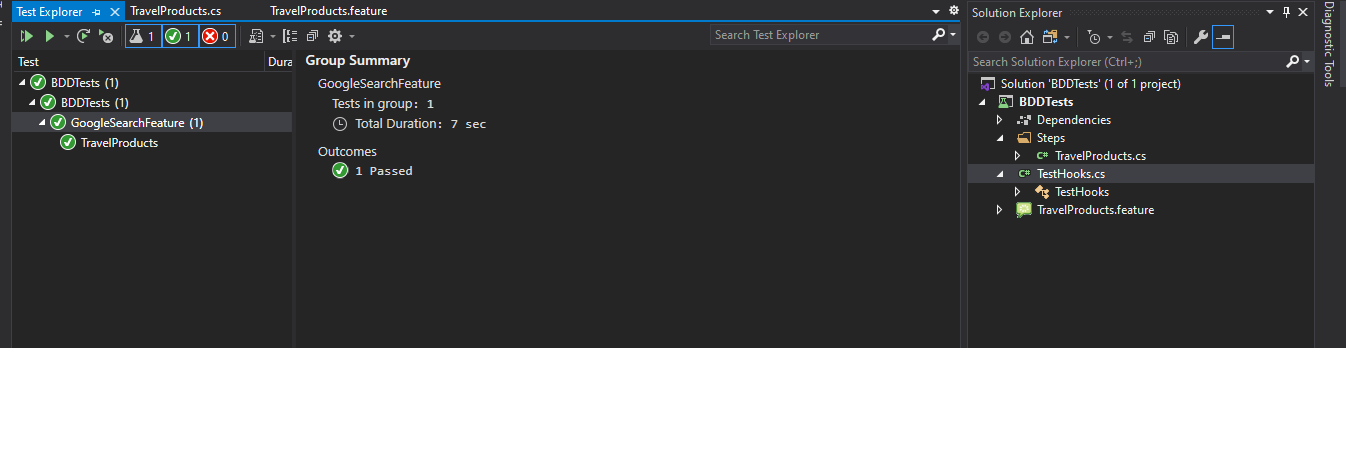 Test Explorer
TravelProducts.cs
TravelProducts.feature
1
1
0
Search Test Explorer
Test
Dura
BDDTests (1)
BDDTests (1)
GoogleSearchFeature (1)
TravelProducts
Group Summary
GoogleSearchFeature
Tests in group: 1
Total Duration: 7 sec
Outcomes
1 Passed
Solution Explorer
Search Solution Explorer (Ctrl+;)
Solution 'BDDTests' (1 of 1 project)
BDDTests
Dependencies
Steps
C# TravelProducts.cs
C# TestHooks.cs
TestHooks
TravelProducts.feature
Diagnostic Tools